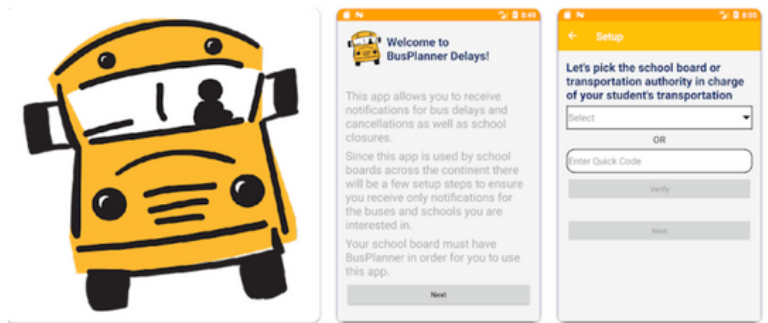 8:49
Welcome to
BusPlanner Delays!
This app allows you to receive
notifications for bus delays and
cancellations as well as school
closures.
Since this app is used by school
boards across the continent there
will be a few setup steps to ensure
you receive only notifications for
the buses and schools you are
interested in.
Your school board must have
BusPlanner in order for you to use
this app.
Next
8:55
Setup
Let's pick the school board or
transportation authority in charge
of your student's transportation
Select
OR
Enter Quick Code
Verify
Next